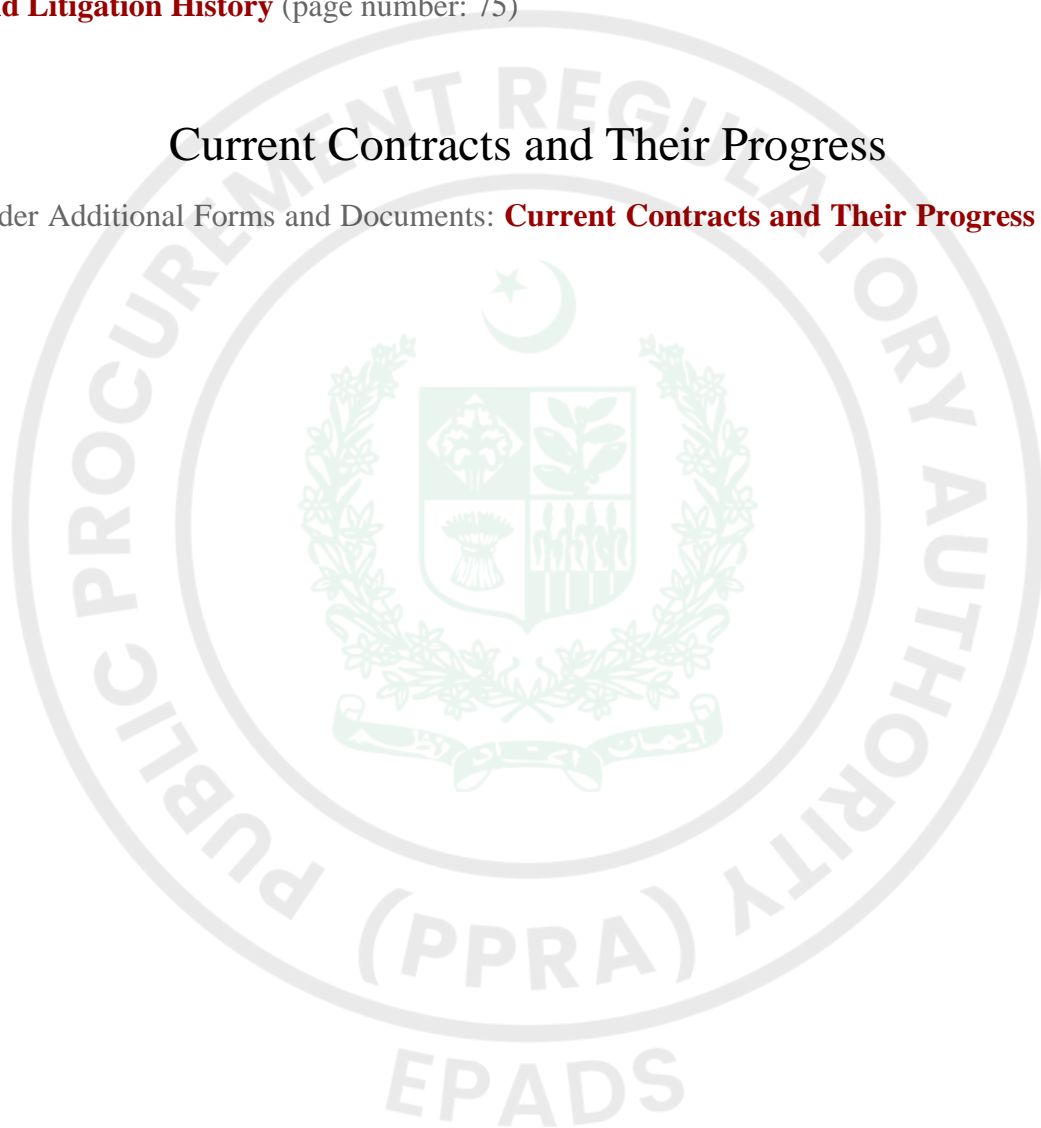 d Litigation History (page number: 75)
Current Contracts and Their Progress
der Additional Forms and Documents: Current Contracts and Their Progress
PUBLIC PROCUREMENT REGULATORY AUTHORITY
(PPRA)
EPADS